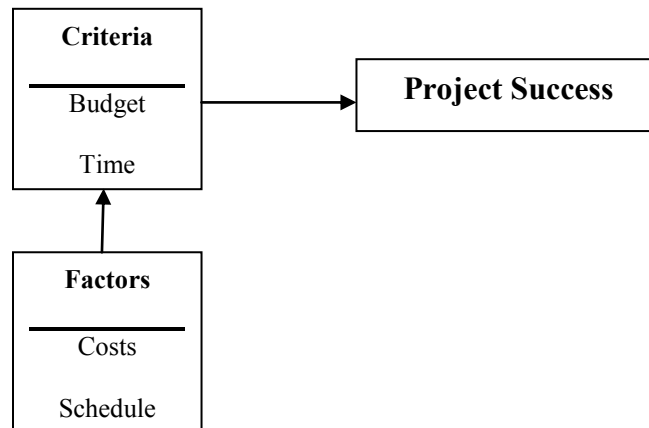 Criteria
Budget
Time
Project Success
Factors
Costs
Schedule